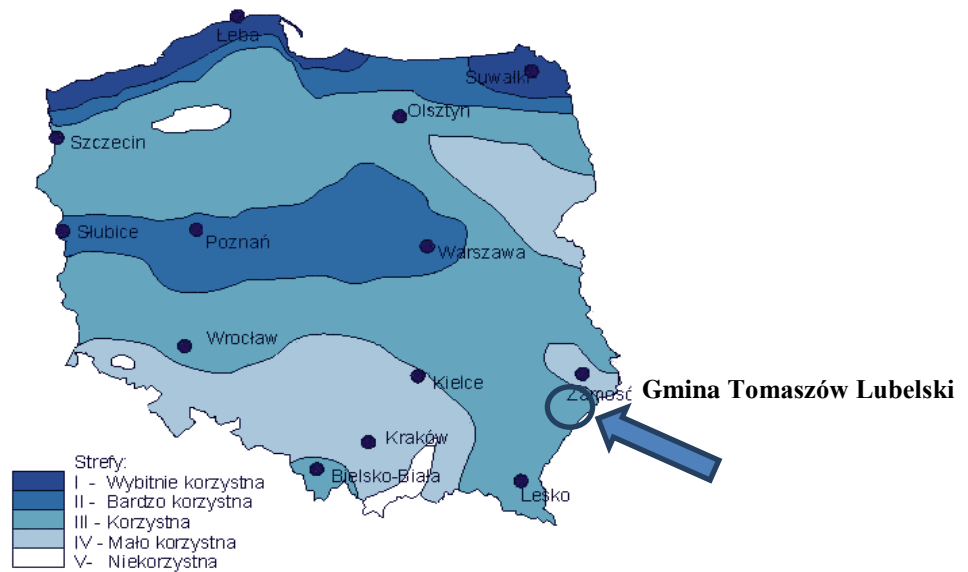 Łeba
Suwałki
Olsztyn
Szczecin
Słubice
Poznań
Warszawa
Wrocław
Kielce
Zamość
Gmina Tomaszów Lubelski
Kraków
Bielsko-Biała
Lesko
Strefy:
I - Wybitnie korzystna
II - Bardzo korzystna
III - Korzystna
IV - Mało korzystna
V- Niekorzystna